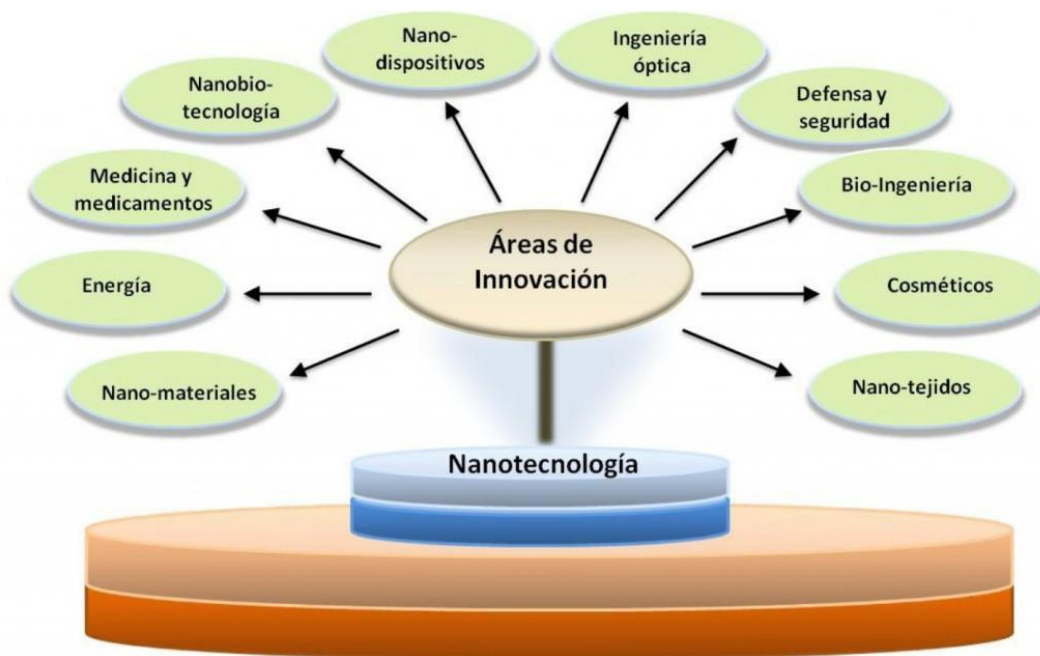 Nano-
dispositivos
Ingeniería
óptica
Nanobio-
tecnología
Defensa y
seguridad
Medicina y
medicamentos
Bio-Ingeniería
Áreas de
Innovación
Energía
Cosméticos
Nano-materiales
Nano-tejidos
Nanotecnología